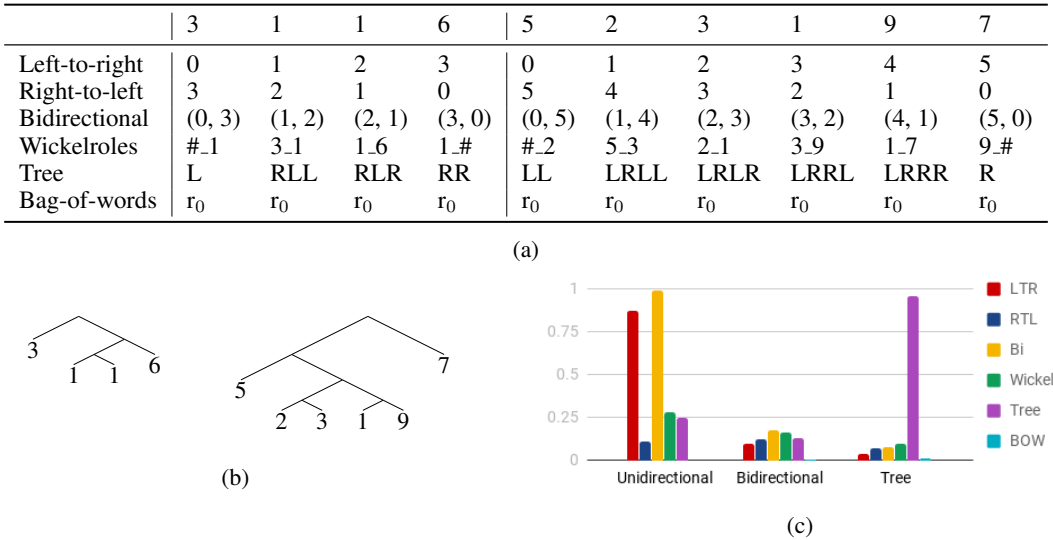 3 1 1 6 5 2 3 1 9 7
Left-to-right 0 1 2 3 0 1 2 3 4 5
Right-to-left 3 2 1 0 5 4 3 2 1 0
Bidirectional (0, 3) (1, 2) (2, 1) (3, 0) (0, 5) (1, 4) (2, 3) (3, 2) (4, 1) (5, 0)
Wickelroles #_1 3_1 1_6 1_# #_2 5_3 2_1 3_9 1_7 9_#
Tree L RLL RLR RR LL LRLL LRLR LRRL LRRR R
Bag-of-words r₀ r₀ r₀ r₀ r₀ r₀ r₀ r₀ r₀ r₀
(a)
3
1 1 6
5
2 3 1 9
7
(b)
1
0.75
0.5
0.25
0
Unidirectional Bidirectional Tree
LTR
RTL
Bi
Wickel
Tree
BOW
(c)